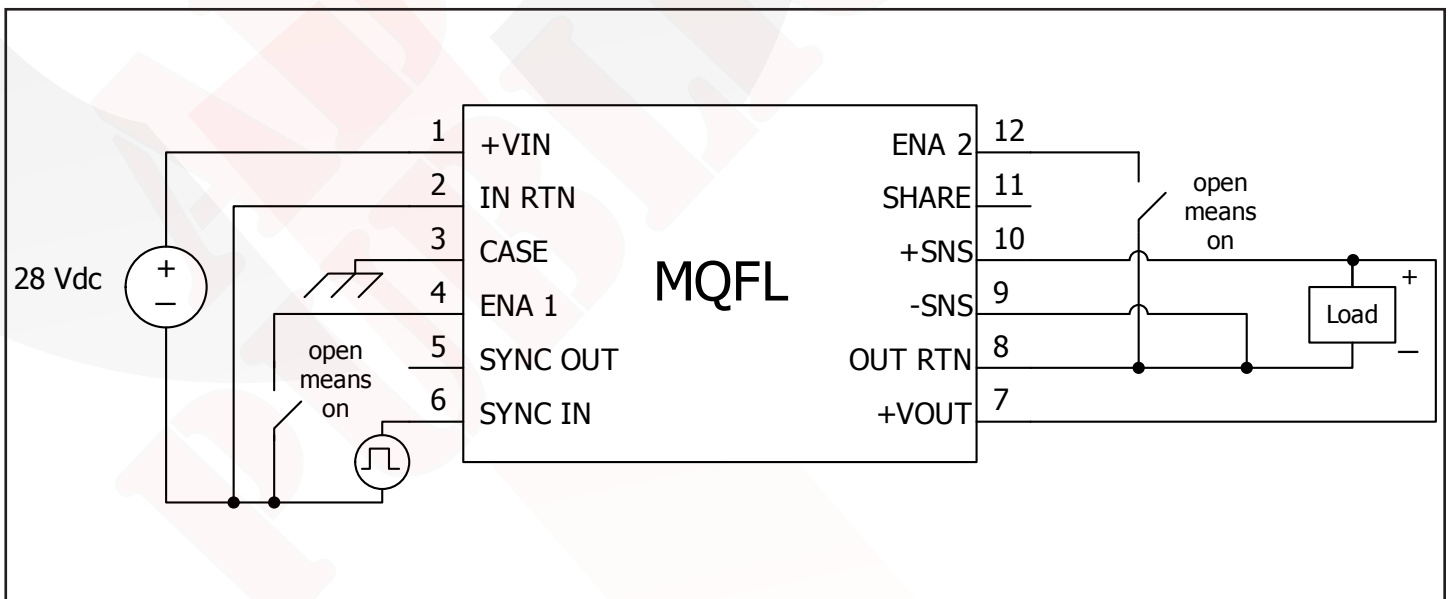 28 Vdc
+
–
1
2
3
4
5
6
+VIN
IN RTN
CASE
ENA 1
SYNC OUT
SYNC IN
open
means
on
MQFL
ENA 2
SHARE
+SNS
-SNS
OUT RTN
+VOUT
12
11
10
9
8
7
open
means
on
Load
+
–